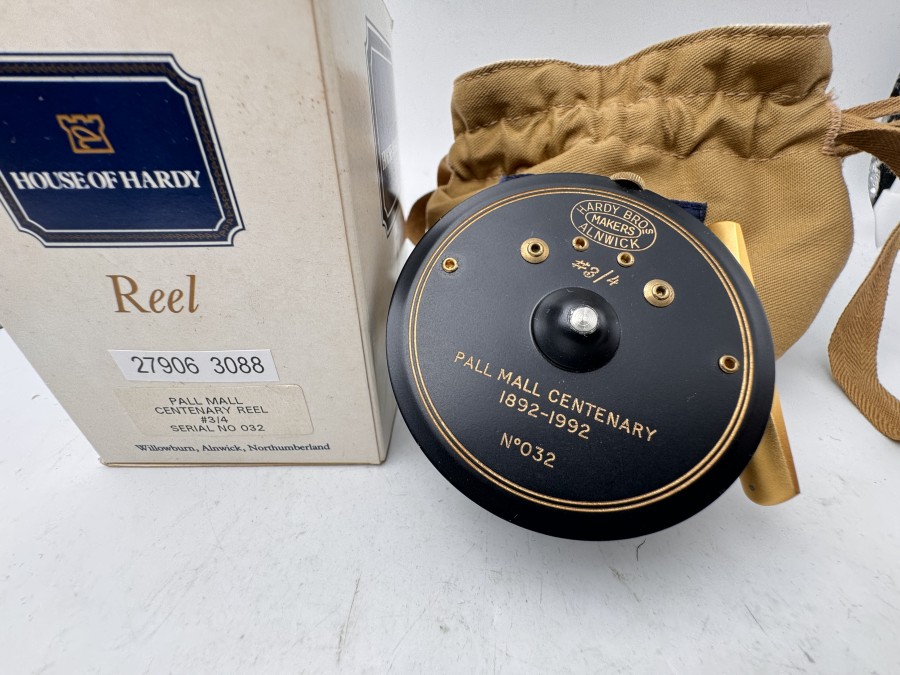 HOUSE OF HARDY
Reel
27906 3088
PALL MALL
CENTENARY REEL
#3/4
SERIAL NO 032
Willowburn, Alnwick, Northumberland
HARDY BROS
MAKERS
ALNWICK
#3/4
PALL MALL CENTENARY
1892-1992
Nº032